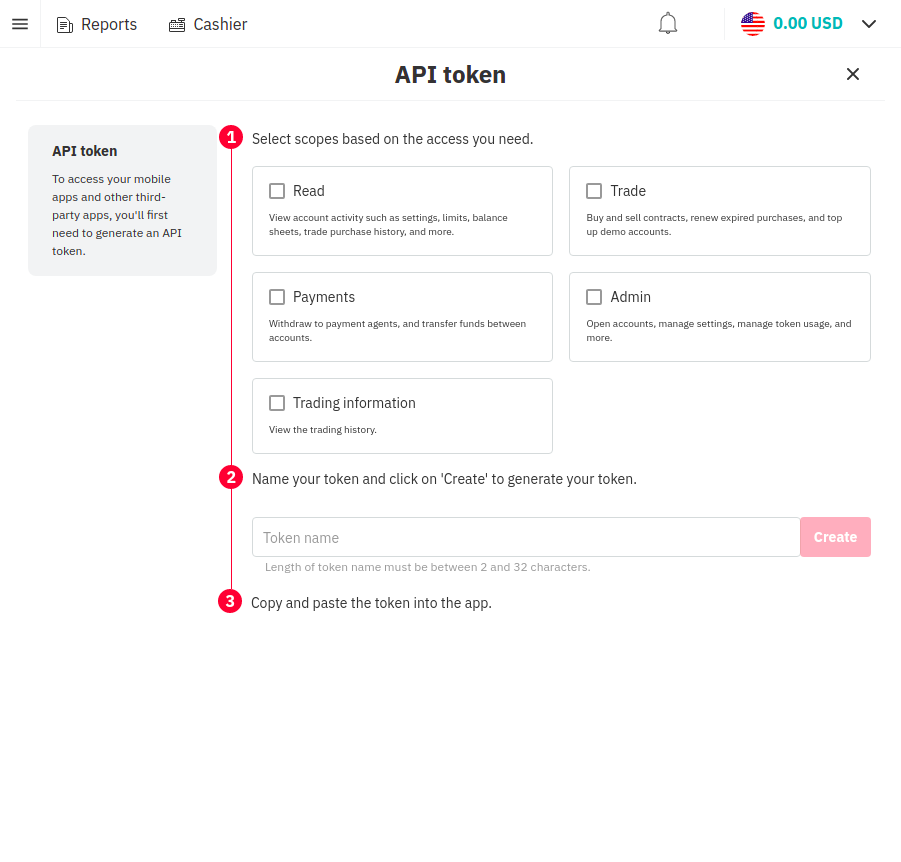 Reports
Cashier
0.00 USD
API token
API token
To access your mobile
apps and other third-
party apps, you'll first
need to generate an API
token.
1
Select scopes based on the access you need.
Read
View account activity such as settings, limits, balance
sheets, trade purchase history, and more.
Trade
Buy and sell contracts, renew expired purchases, and top
up demo accounts.
Payments
Withdraw to payment agents, and transfer funds between
accounts.
Admin
Open accounts, manage settings, manage token usage, and
more.
Trading information
View the trading history.
2
Name your token and click on 'Create' to generate your token.
Token name
Create
Length of token name must be between 2 and 32 characters.
3
Copy and paste the token into the app.